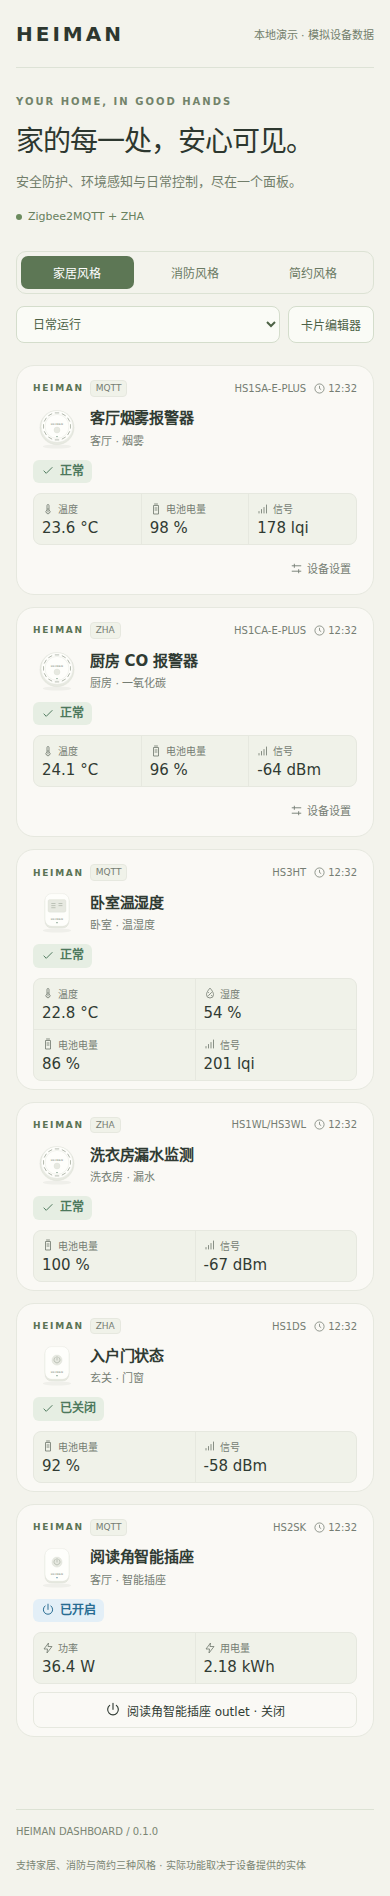 HEIMAN
本地演示 · 模拟设备数据
YOUR HOME, IN GOOD HANDS
家的每一处，安心可见。
安全防护、环境感知与日常控制，尽在一个面板。
Zigbee2MQTT + ZHA
家居风格 消防风格 简约风格
日常运行 卡片编辑器
HEIMAN MQTT HS1SA-E-PLUS 12:32
客厅烟雾报警器
客厅 · 烟雾
正常
温度 电池电量 信号
23.6 °C 98 % 178 lqi
设备设置
HEIMAN ZHA HS1CA-E-PLUS 12:32
厨房 CO 报警器
厨房 · 一氧化碳
正常
温度 电池电量 信号
24.1 °C 96 % -64 dBm
设备设置
HEIMAN MQTT HS3HT 12:32
卧室温湿度
卧室 · 温湿度
正常
温度 湿度
22.8 °C 54 %
电池电量 信号
86 % 201 lqi
HEIMAN ZHA HS1WL/HS3WL 12:32
洗衣房漏水监测
洗衣房 · 漏水
正常
电池电量 信号
100 % -67 dBm
HEIMAN ZHA HS1DS 12:32
入户门状态
玄关 · 门窗
已关闭
电池电量 信号
92 % -58 dBm
HEIMAN MQTT HS2SK 12:32
阅读角智能插座
客厅 · 智能插座
已开启
功率 用电量
36.4 W 2.18 kWh
阅读角智能插座 outlet · 关闭
HEIMAN DASHBOARD / 0.1.0
支持家居、消防与简约三种风格 · 实际功能取决于设备提供的实体